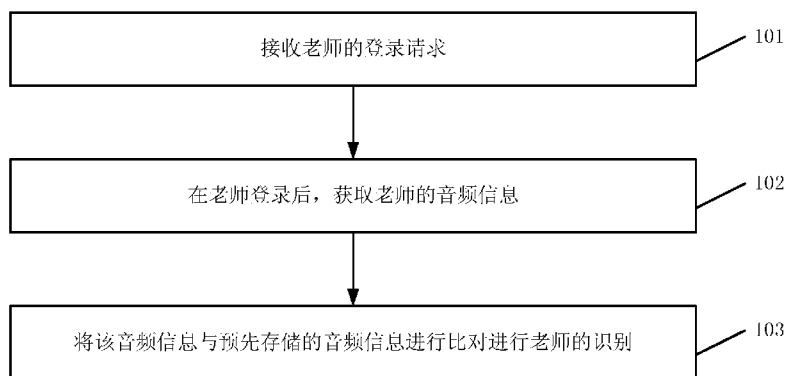 接收老师的登录请求
101
在老师登录后，获取老师的音频信息
102
将该音频信息与预先存储的音频信息进行比对进行老师的识别
103